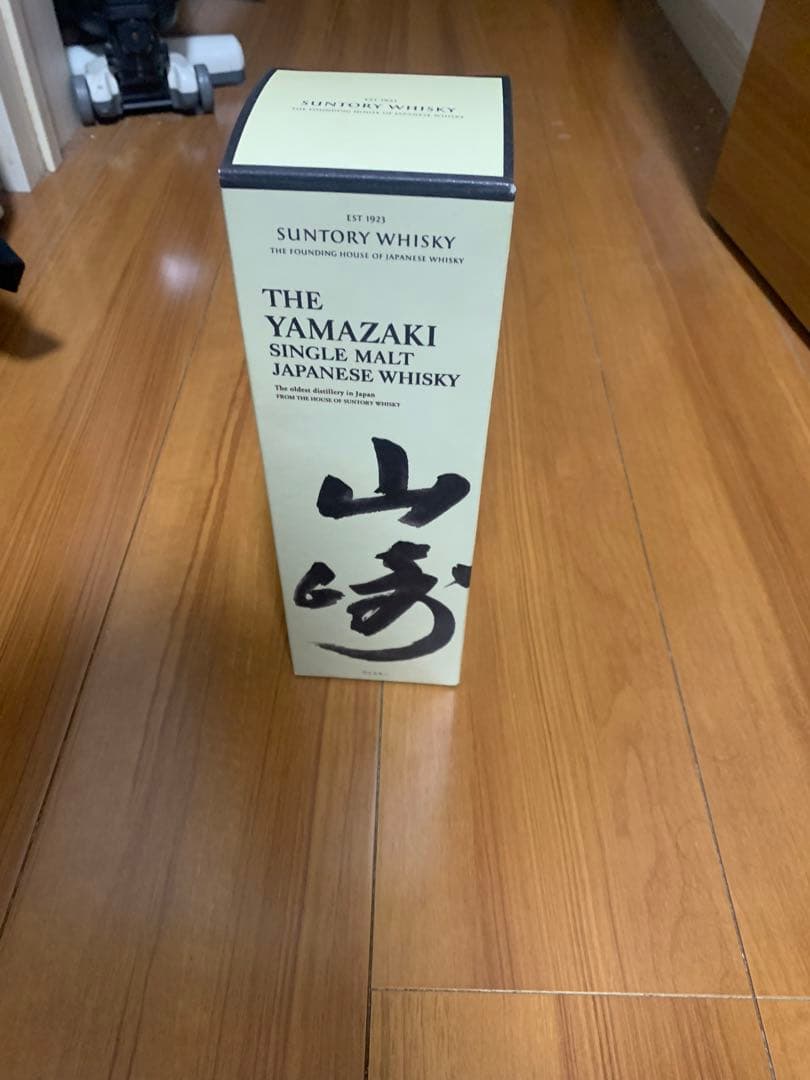 EST 1923
SUNTORY WHISKY
THE FOUNDING HOUSE OF JAPANESE WHISKY
EST 1923
SUNTORY WHISKY
THE FOUNDING HOUSE OF JAPANESE WHISKY
THE
YAMAZAKI
SINGLE MALT
JAPANESE WHISKY
The oldest distillery in Japan
FROM THE HOUSE OF SUNTORY WHISKY
山
崎